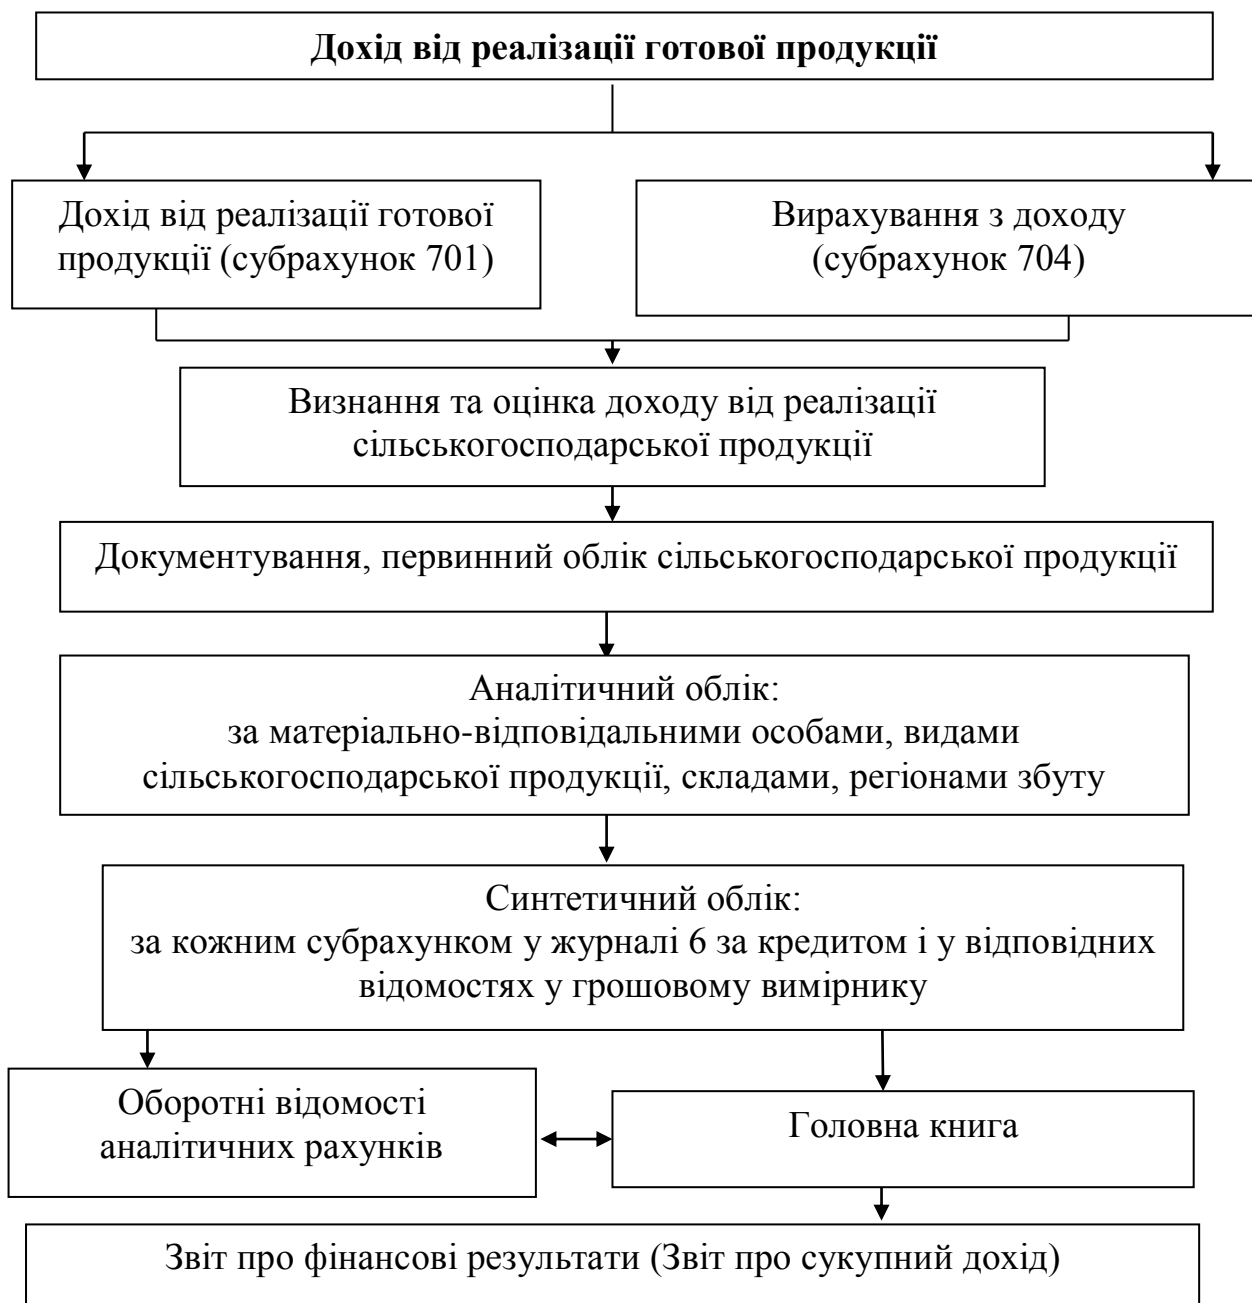 Дохід від реалізації готової продукції
Дохід від реалізації готової
продукції (субрахунок 701)
Вирахування з доходу
(субрахунок 704)
Визнання та оцінка доходу від реалізації
сільськогосподарської продукції
Документування, первинний облік сільськогосподарської продукції
Аналітичний облік:
за матеріально-відповідальними особами, видами
сільськогосподарської продукції, складами, регіонами збуту
Синтетичний облік:
за кожним субрахунком у журналі 6 за кредитом і у відповідних
відомостях у грошовому вимірнику
Оборотні відомості
аналітичних рахунків
Головна книга
Звіт про фінансові результати (Звіт про сукупний дохід)